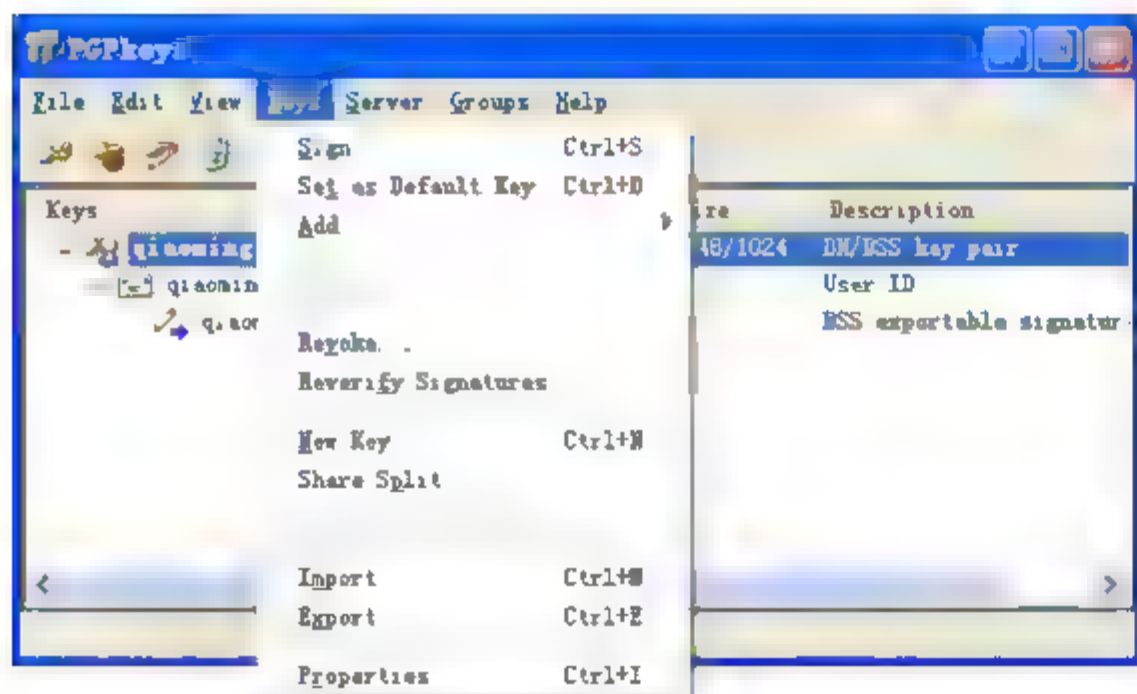 PGPkeys
File Edit View Keys Server Groups Help
Sign Ctrl+S
Set as Default Key Ctrl+D
Add
Keys Description
qiaoming 48/1024 DH/DSS key pair
qiaomin User ID
DSS exportable signatur
Revoke...
Reverify Signatures
New Key Ctrl+N
Share Split
Import Ctrl+M
Export Ctrl+E
Properties Ctrl+I